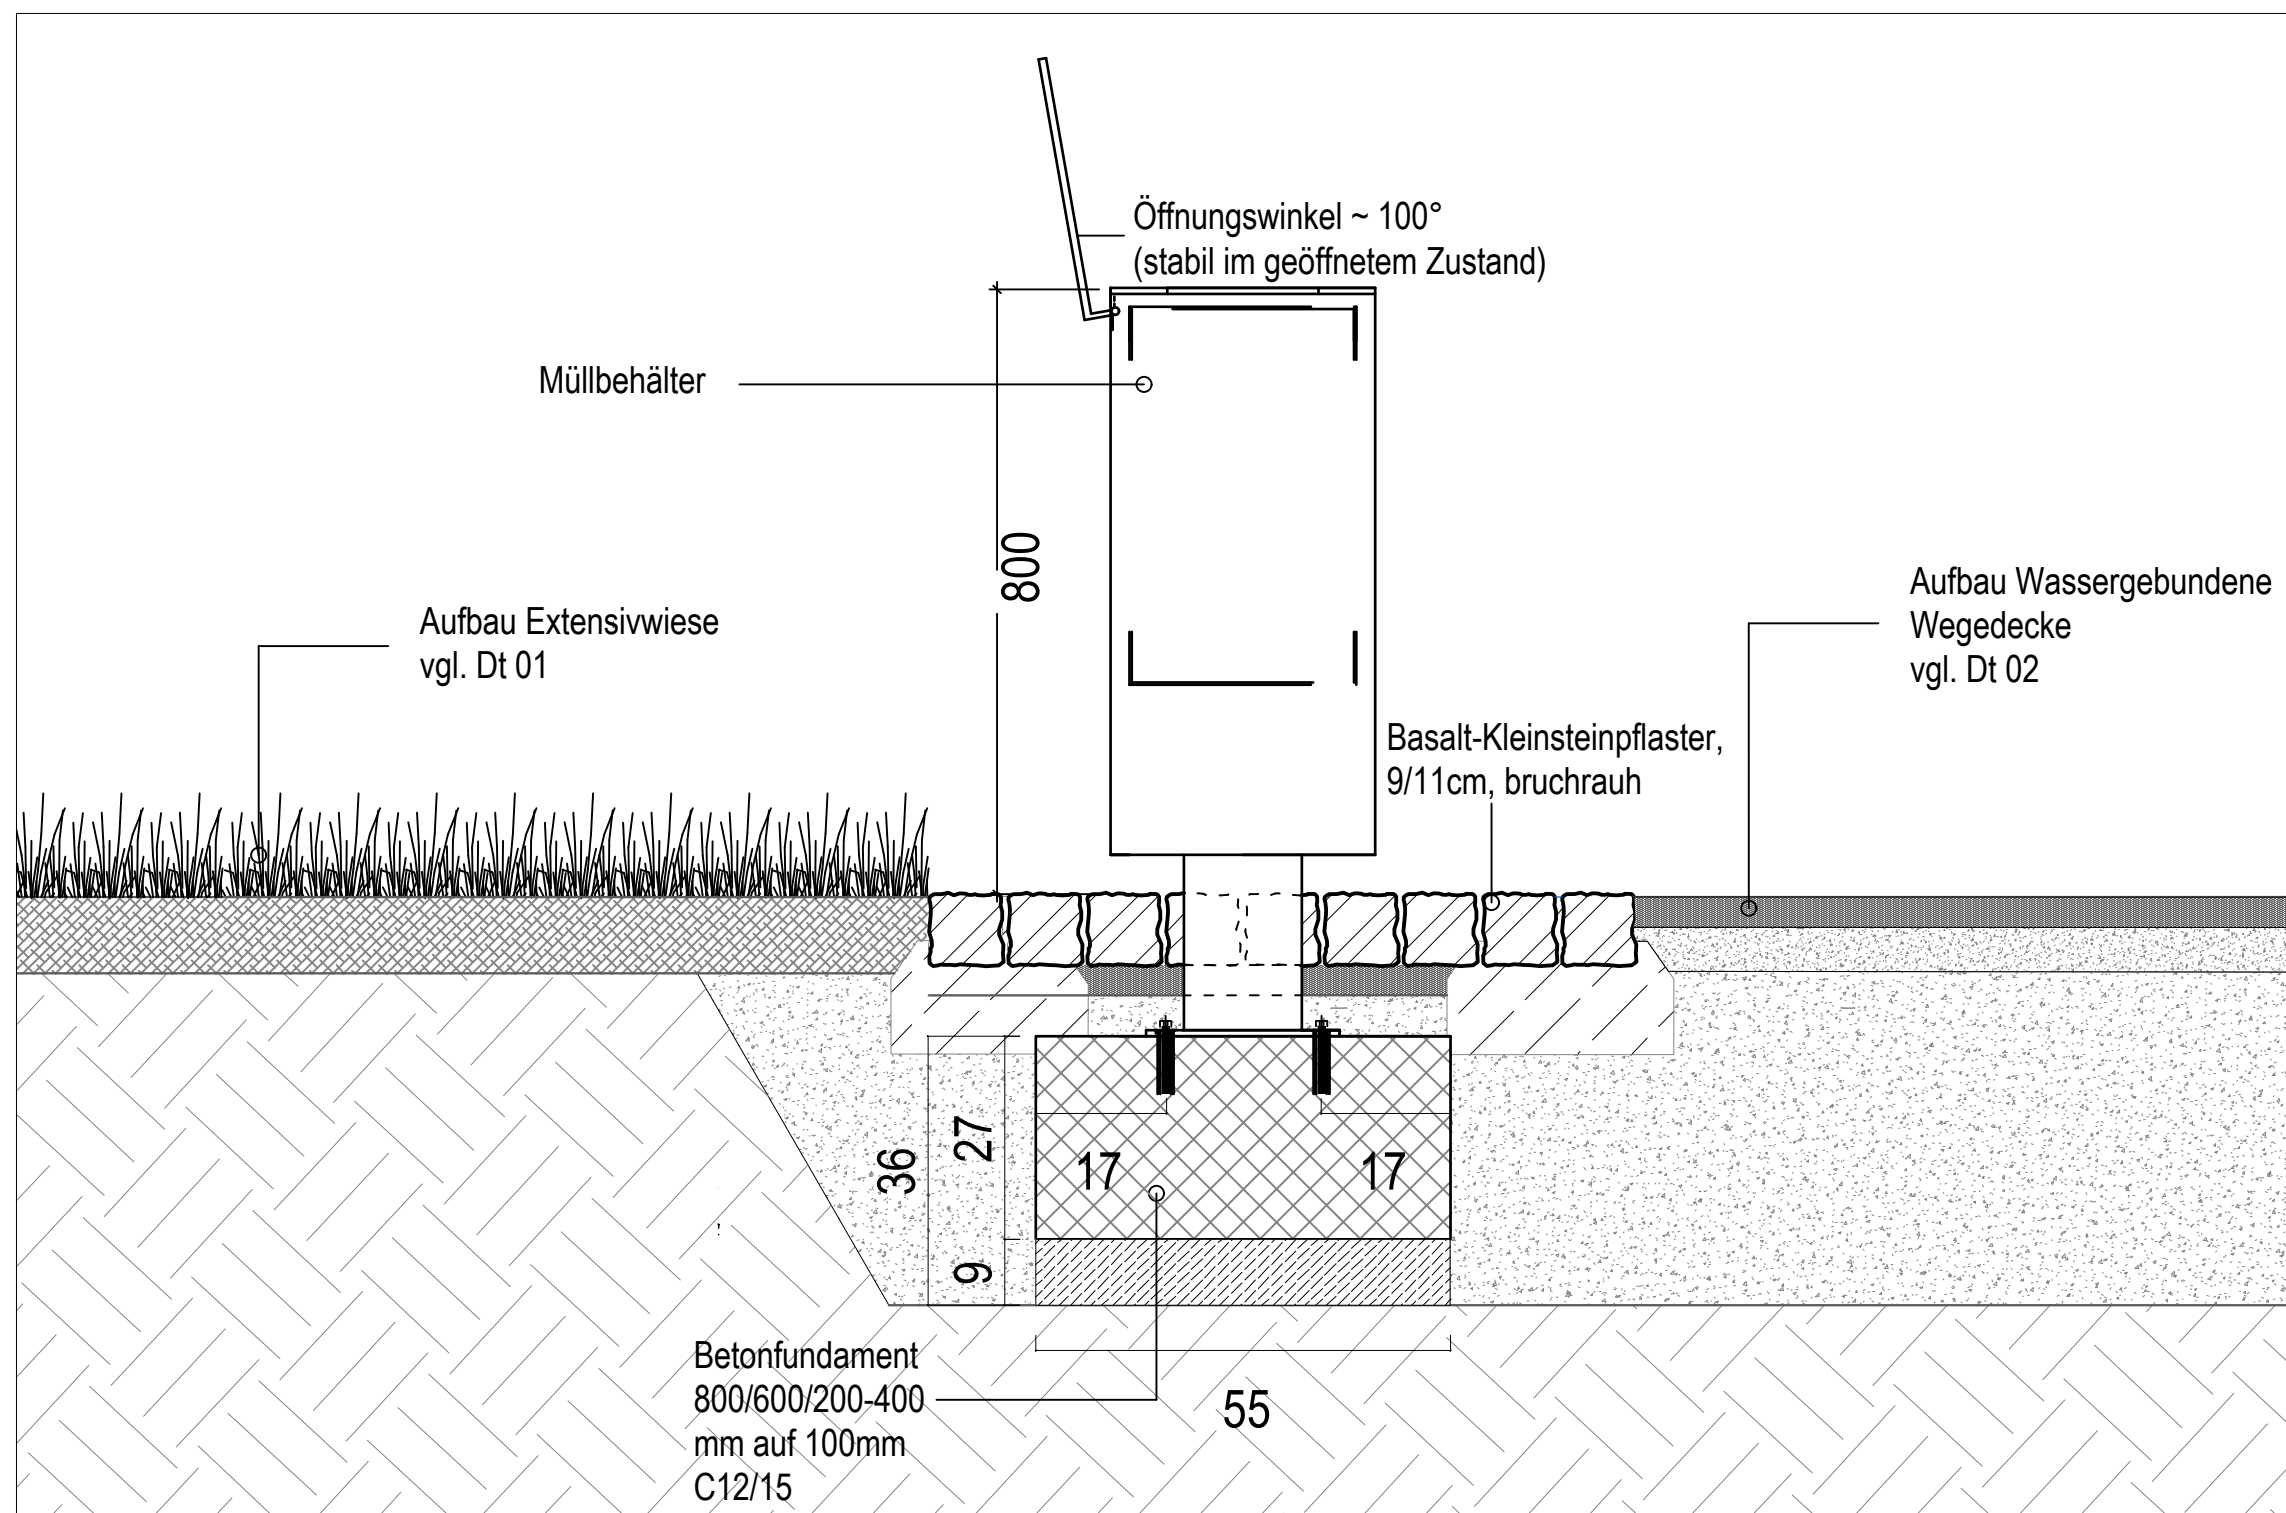 Öffnungswinkel ~ 100°
(stabil im geöffnetem Zustand)
Müllbehälter
800
Aufbau Extensivwiese
vgl. Dt 01
Aufbau Wassergebundene
Wegedecke
vgl. Dt 02
Basalt-Kleinsteinpflaster,
9/11cm, bruchrauh
36
27
9
17
17
Betonfundament
800/600/200-400
mm auf 100mm
C12/15
55